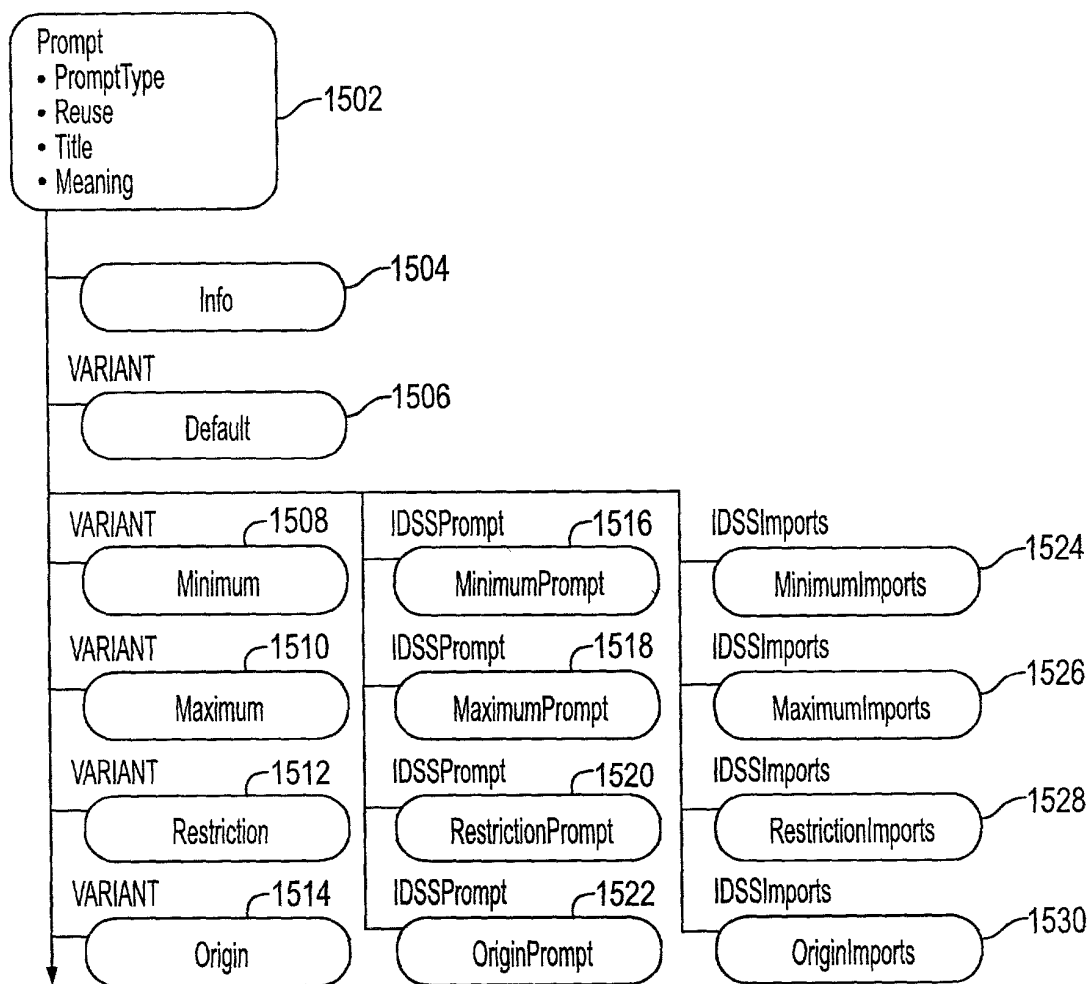 Prompt
• PromptType
• Reuse
• Title
• Meaning
1502
1504
Info
VARIANT
1506
Default
VARIANT 1508 IDSSPrompt 1516 IDSSImports
Minimum MinimumPrompt MinimumImports 1524
VARIANT 1510 IDSSPrompt 1518 IDSSImports
Maximum MaximumPrompt MaximumImports 1526
VARIANT 1512 IDSSPrompt 1520 IDSSImports
Restriction RestrictionPrompt RestrictionImports 1528
VARIANT 1514 IDSSPrompt 1522 IDSSImports
Origin OriginPrompt OriginImports 1530